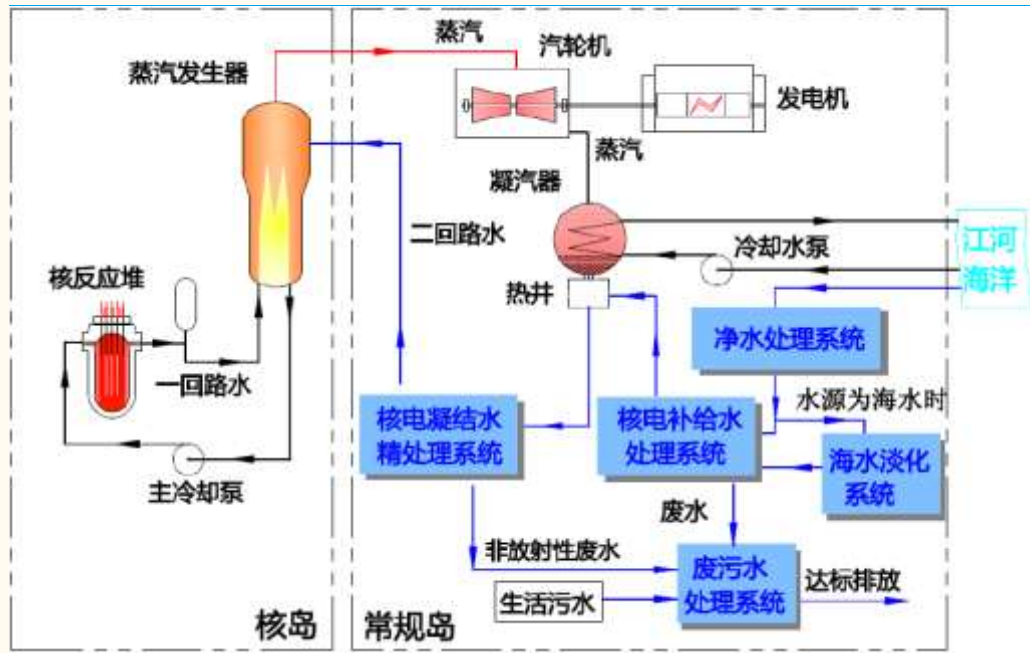 蒸汽
汽轮机
蒸汽发生器
发电机
蒸汽
凝汽器
二回路水
冷却水泵
江河
海洋
核反应堆
热井
净水处理系统
一回路水
水源为海水时
核电凝结水
精处理系统
核电补给水
处理系统
海水淡化
系统
主冷却泵
废水
非放射性废水
废污水
处理系统
达标排放
生活污水
核岛
常规岛